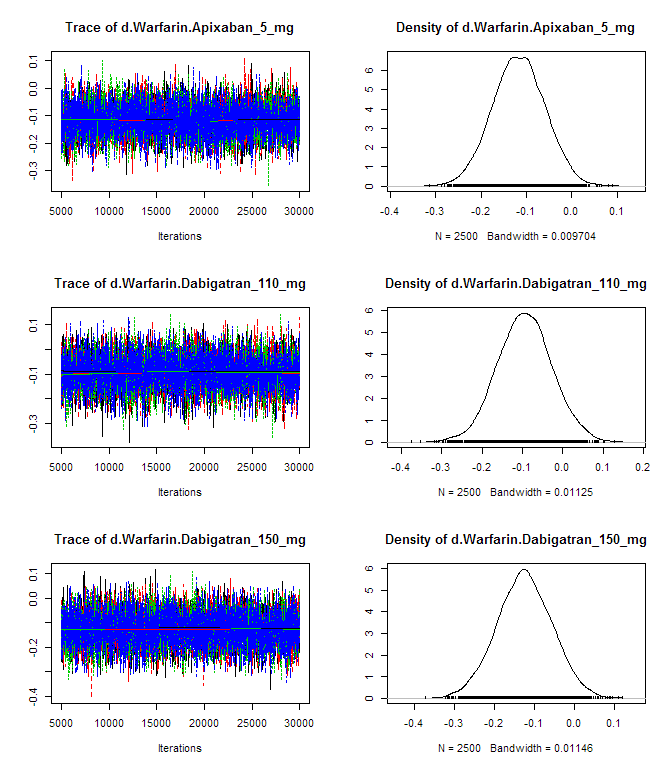 Trace of d.Warfarin.Apixaban_5_mg
0.1
0.0
-0.1
-0.2
-0.3
5000 10000 15000 20000 25000 30000
Iterations
Density of d.Warfarin.Apixaban_5_mg
6
5
4
3
2
1
0
-0.4 -0.3 -0.2 -0.1 0.0 0.1
N = 2500 Bandwidth = 0.009704
Trace of d.Warfarin.Dabigatran_110_mg
0.1
-0.1
-0.3
5000 10000 15000 20000 25000 30000
Iterations
Density of d.Warfarin.Dabigatran_110_mg
6
5
4
3
2
1
0
-0.4 -0.3 -0.2 -0.1 0.0 0.1 0.2
N = 2500 Bandwidth = 0.01125
Trace of d.Warfarin.Dabigatran_150_mg
0.1
0.0
-0.2
-0.4
5000 10000 15000 20000 25000 30000
Iterations
Density of d.Warfarin.Dabigatran_150_mg
6
5
4
3
2
1
0
-0.4 -0.3 -0.2 -0.1 0.0 0.1
N = 2500 Bandwidth = 0.01146